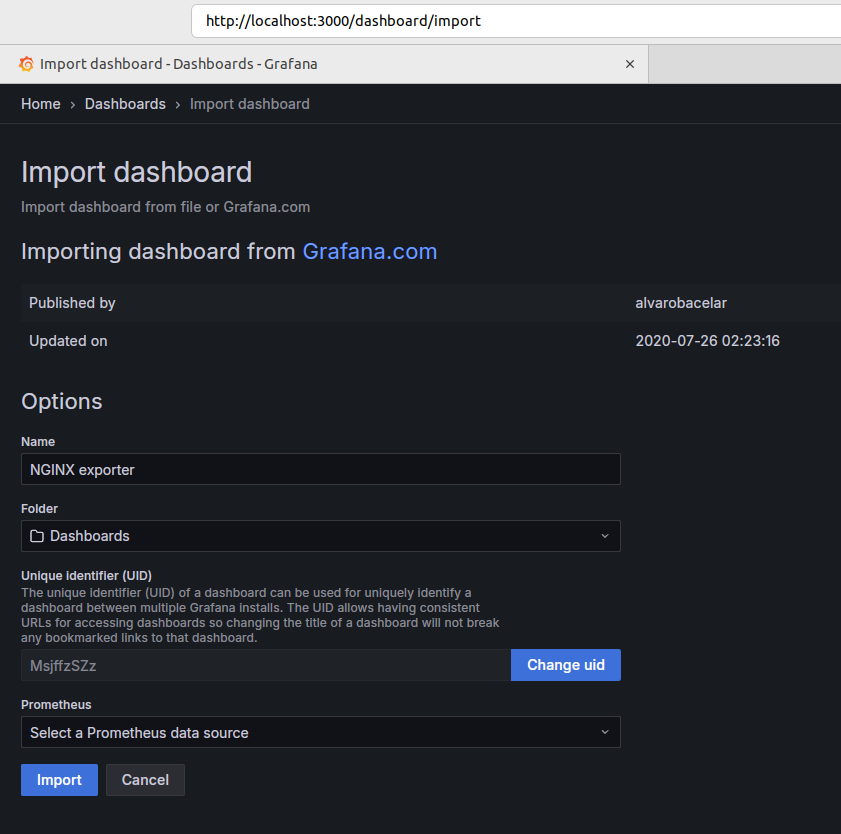 http://localhost:3000/dashboard/import
Import dashboard - Dashboards - Grafana ×
Home › Dashboards › Import dashboard
Import dashboard
Import dashboard from file or Grafana.com
Importing dashboard from Grafana.com
Published by alvarobacelar
Updated on 2020-07-26 02:23:16
Options
Name
NGINX exporter
Folder
Dashboards
Unique identifier (UID)
The unique identifier (UID) of a dashboard can be used for uniquely identify a
dashboard between multiple Grafana installs. The UID allows having consistent
URLs for accessing dashboards so changing the title of a dashboard will not break
any bookmarked links to that dashboard.
MsjffzSZz Change uid
Prometheus
Select a Prometheus data source
Import Cancel